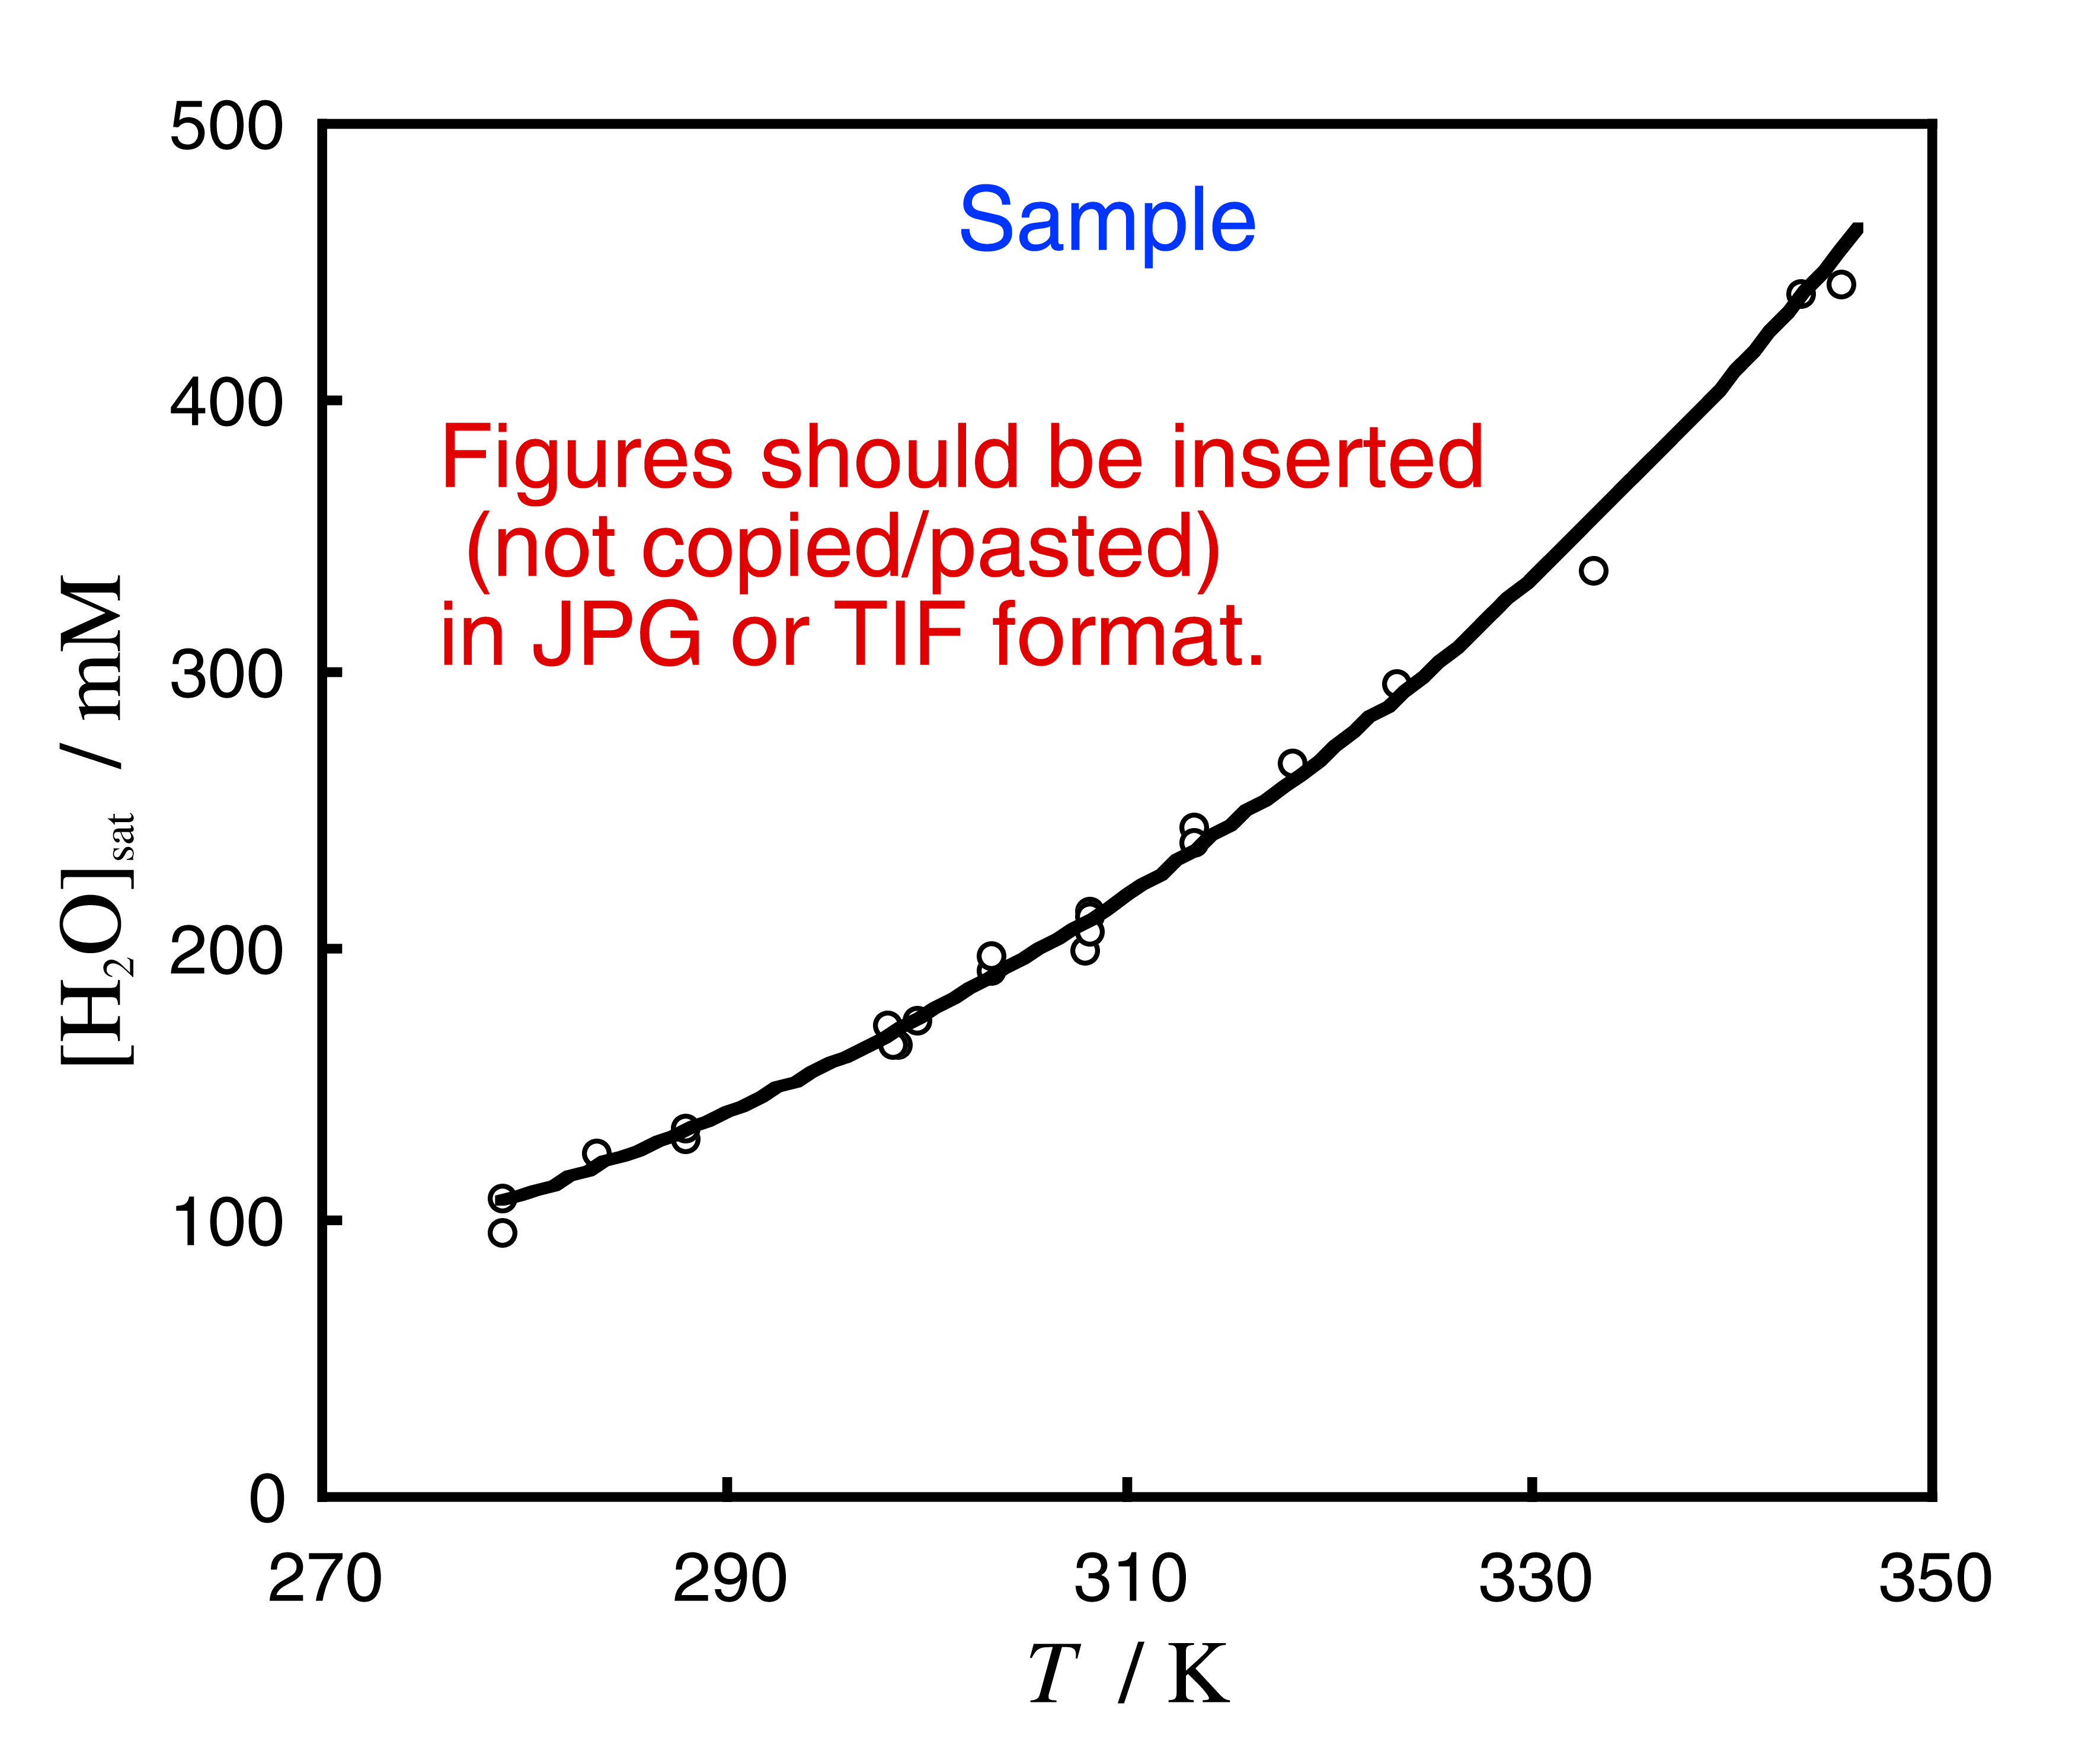 500
Sample
400
Figures should be inserted
(not copied/pasted)
in JPG or TIF format.
300
[H₂O]sat / mM
200
100
0
270 290 310 330 350
T / K